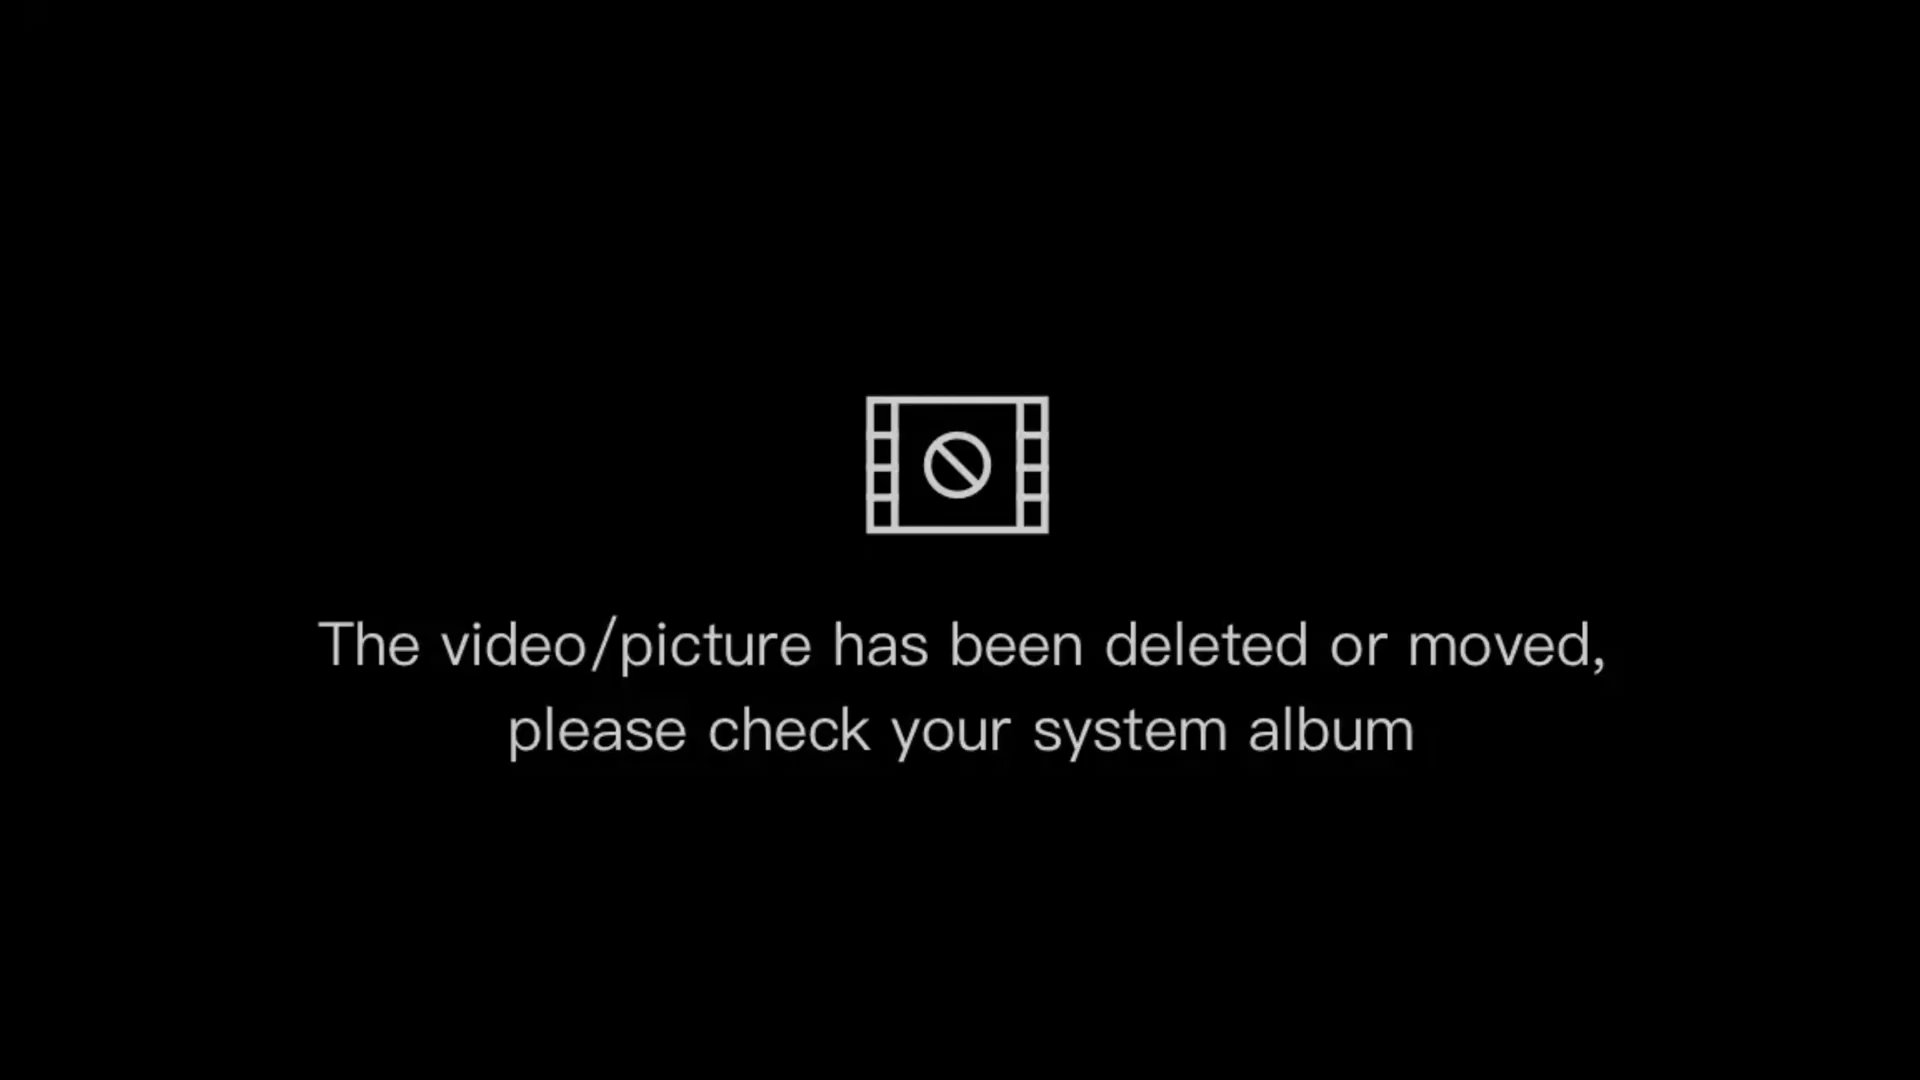 The video/picture has been deleted or moved,
please check your system album